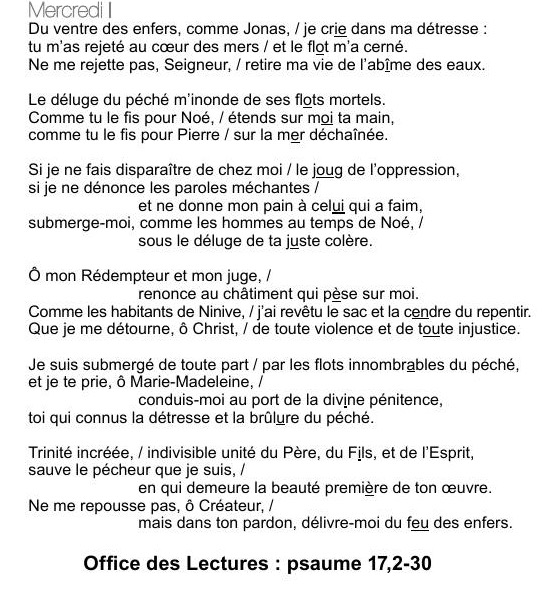 Mercredi I
Du ventre des enfers, comme Jonas, / je crie dans ma détresse :
tu m'as rejeté au cœur des mers / et le flot m'a cerné.
Ne me rejette pas, Seigneur, / retire ma vie de l'abîme des eaux.
Le déluge du péché m'inonde de ses flots mortels.
Comme tu le fis pour Noé, / étends sur moi ta main,
comme tu le fis pour Pierre / sur la mer déchaînée.
Si je ne fais disparaître de chez moi / le joug de l'oppression,
si je ne dénonce les paroles méchantes /
et ne donne mon pain à celui qui a faim,
submerge-moi, comme les hommes au temps de Noé, /
sous le déluge de ta juste colère.
Ô mon Rédempteur et mon juge, /
renonce au châtiment qui pèse sur moi.
Comme les habitants de Ninive, / j'ai revêtu le sac et la cendre du repentir.
Que je me détourne, ô Christ, / de toute violence et de toute injustice.
Je suis submergé de toute part / par les flots innombrables du péché,
et je te prie, ô Marie-Madeleine, /
conduis-moi au port de la divine pénitence,
toi qui connus la détresse et la brûlure du péché.
Trinité incréée, / indivisible unité du Père, du Fils, et de l'Esprit,
sauve le pécheur que je suis, /
en qui demeure la beauté première de ton œuvre.
Ne me repousse pas, ô Créateur, /
mais dans ton pardon, délivre-moi du feu des enfers.
Office des Lectures : psaume 17,2-30